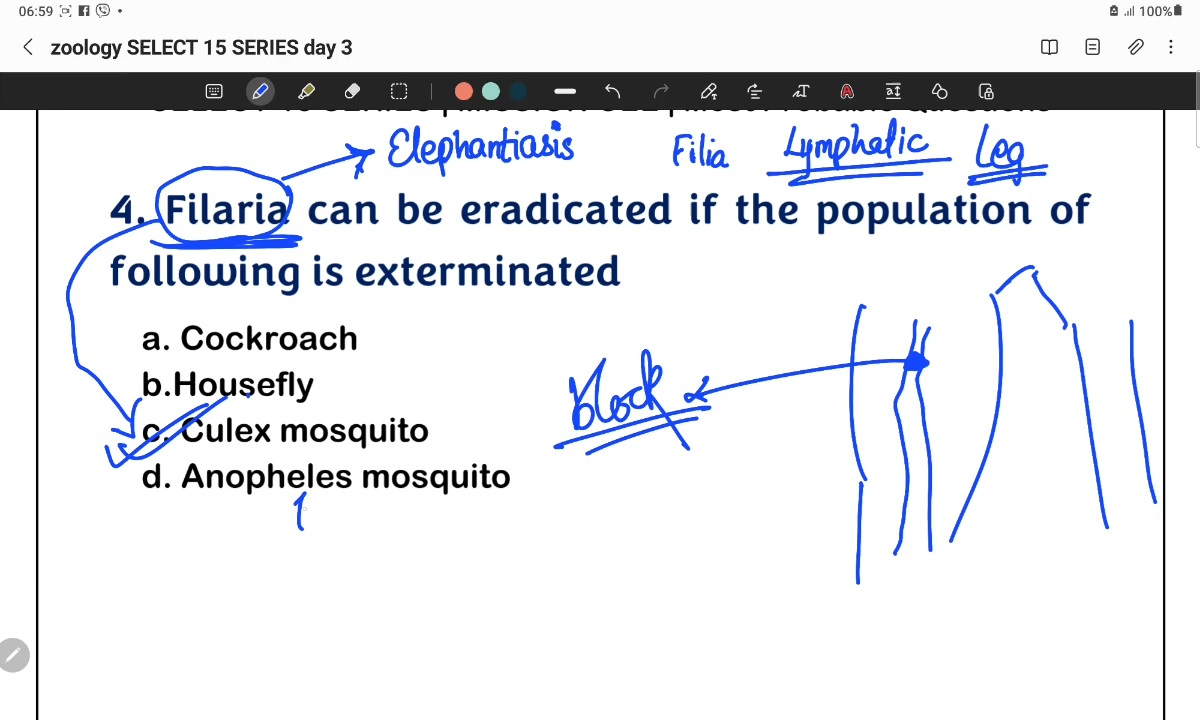 06:59
100%
zoology SELECT 15 SERIES day 3
Elephantiasis Filia Lymphatic Leg
4. Filaria can be eradicated if the population of
following is exterminated
a. Cockroach
b.Housefly
c. Culex mosquito
d. Anopheles mosquito
block